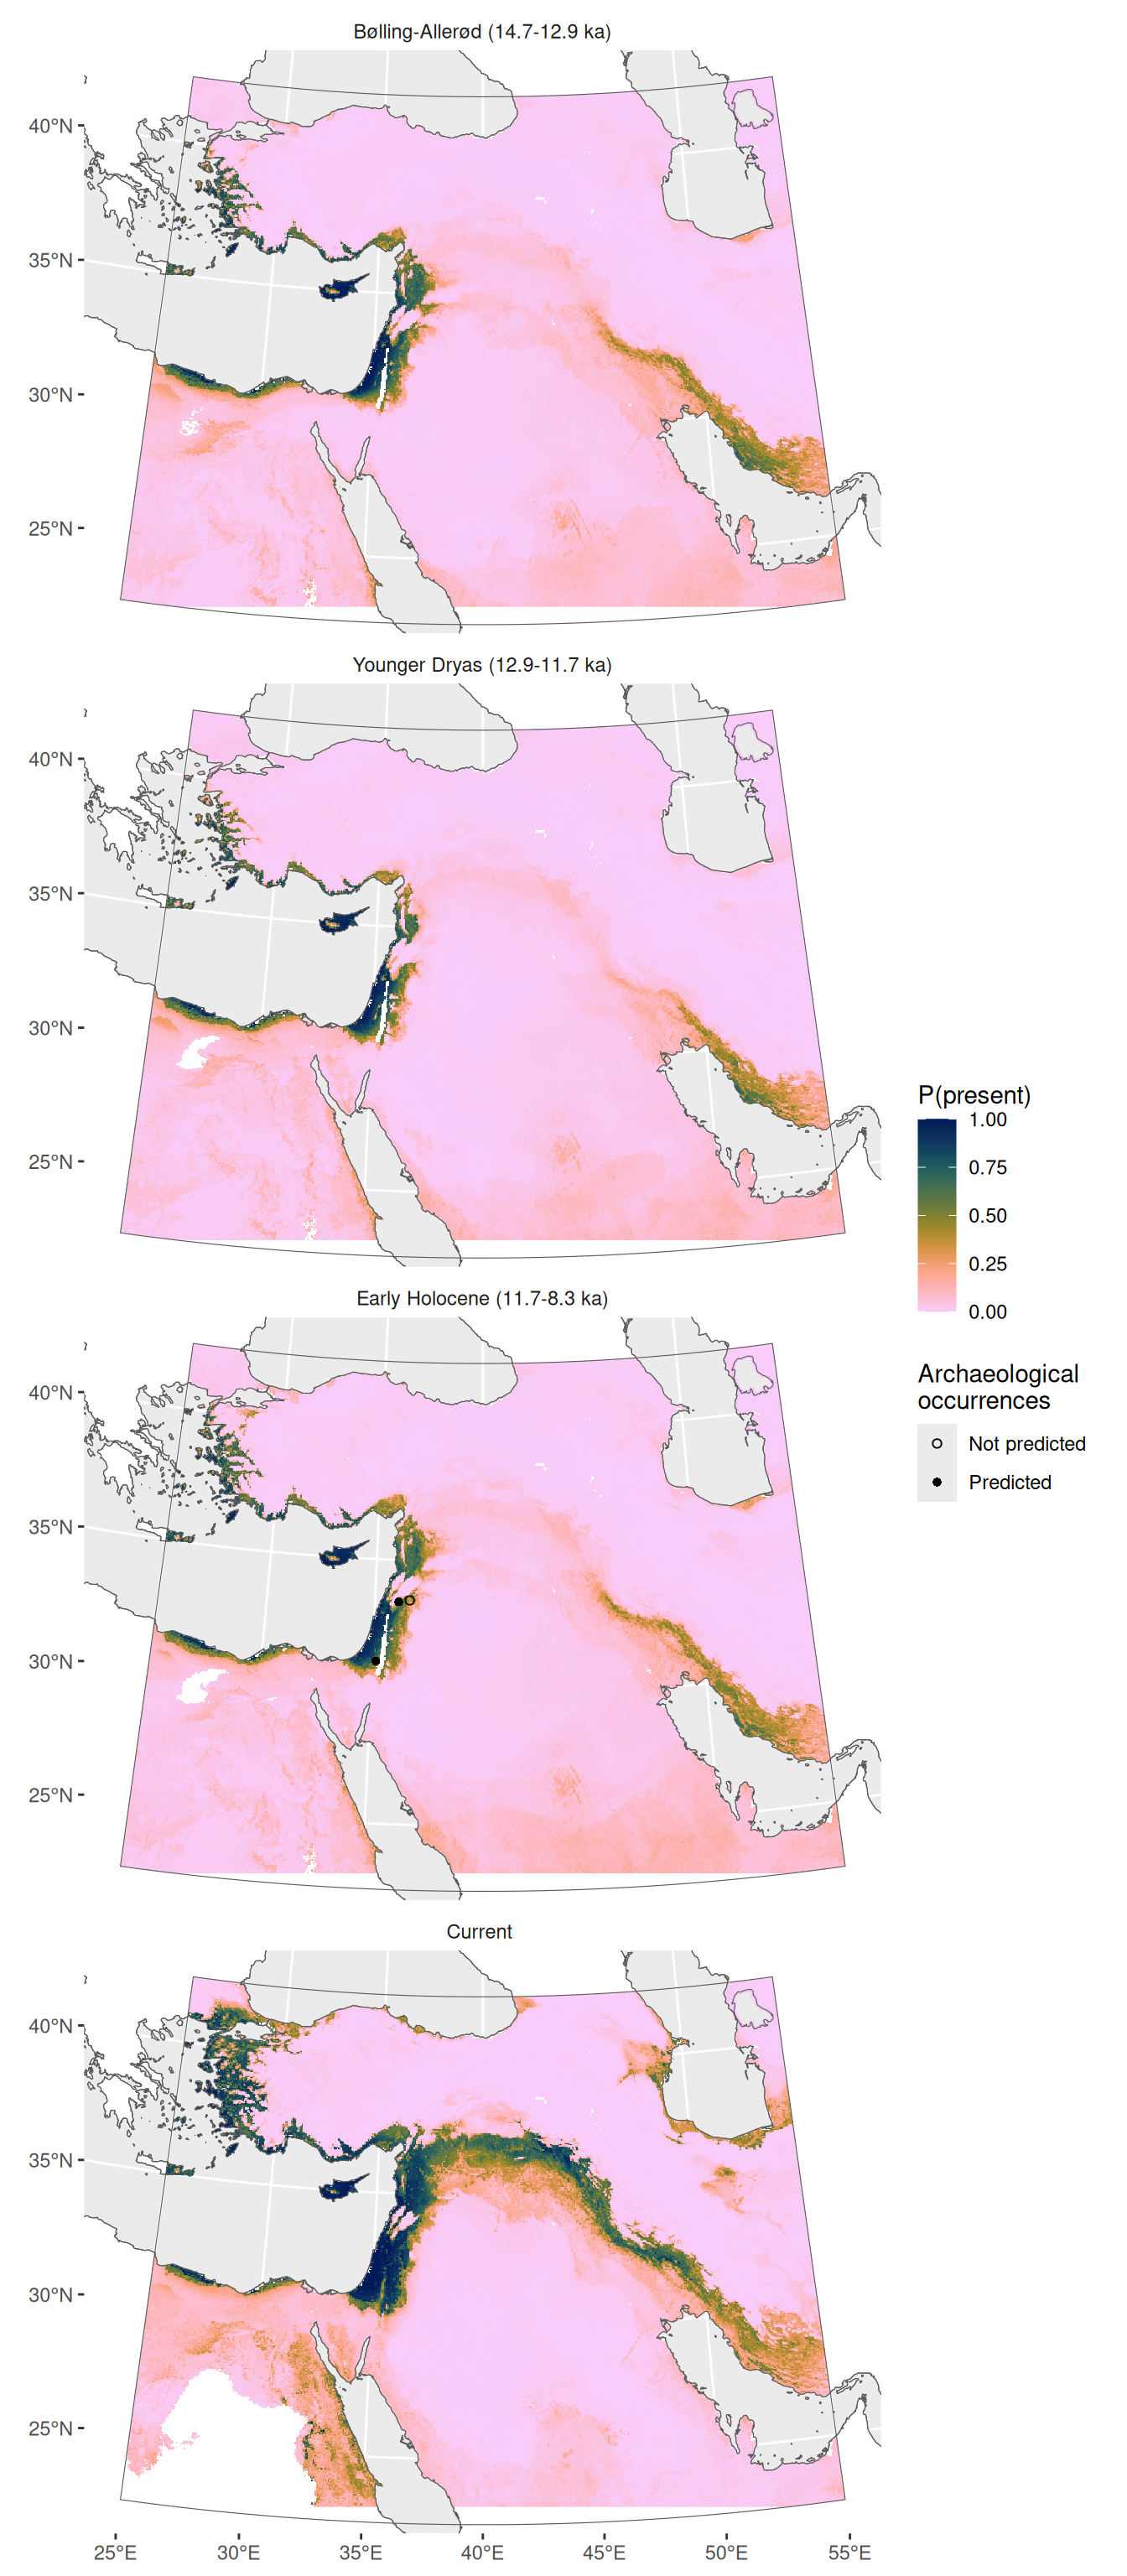 Bølling-Allerød (14.7-12.9 ka)
40°N
35°N
30°N
25°N
Younger Dryas (12.9-11.7 ka)
40°N
35°N
30°N
25°N
P(present)
1.00
0.75
0.50
0.25
0.00
Early Holocene (11.7-8.3 ka)
40°N
35°N
30°N
25°N
Archaeological
occurrences
Not predicted
Predicted
Current
40°N
35°N
30°N
25°N
25°E 30°E 35°E 40°E 45°E 50°E 55°E